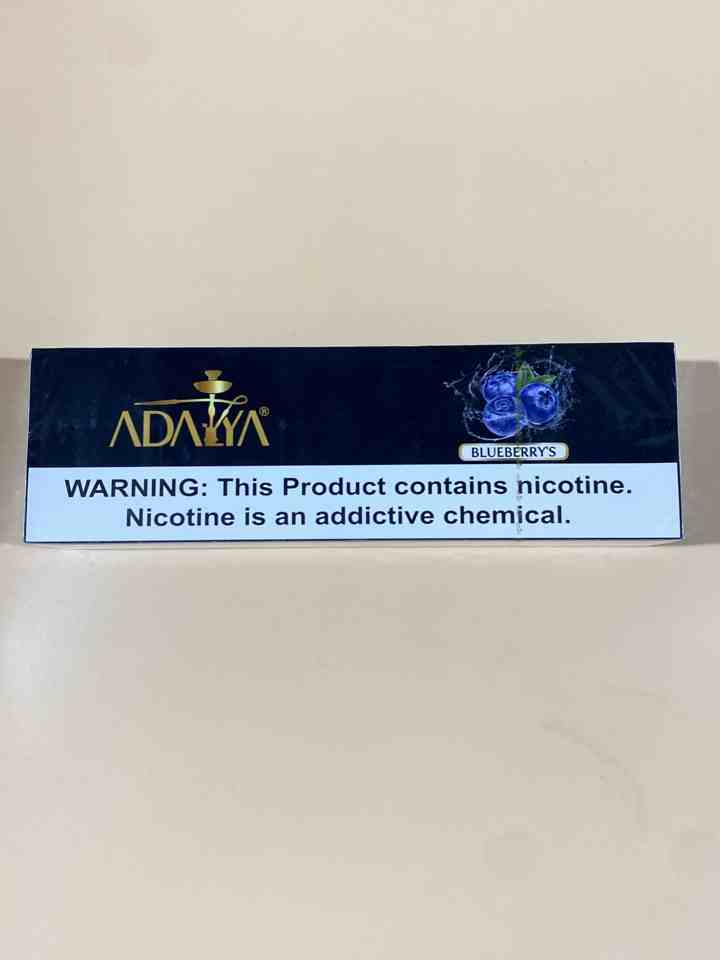 ADALYA®
BLUEBERRY'S
WARNING: This Product contains nicotine.
Nicotine is an addictive chemical.